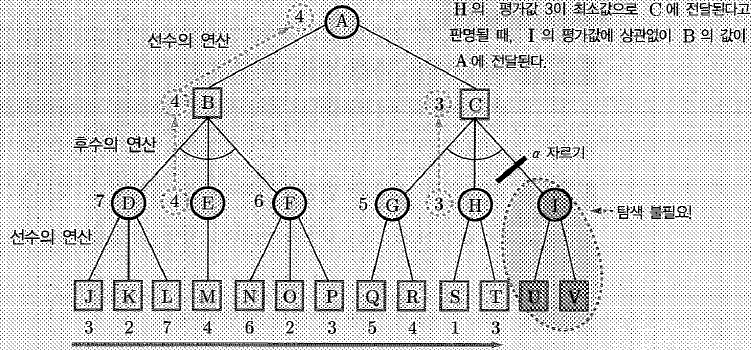 H의 평가값 3이 최소값으로 C에 전달된다고
판명될 때, I의 평가값에 상관없이 B의 값이
A에 전달된다.
4 A
선수의 연산
4 B 3 C
후수의 연산
α 자르기
7 D 4 E 6 F 5 G 3 H I
탐색 불필요!
선수의 연산
J K L M N O P Q R S T U V
3 2 7 4 6 2 3 5 4 1 3